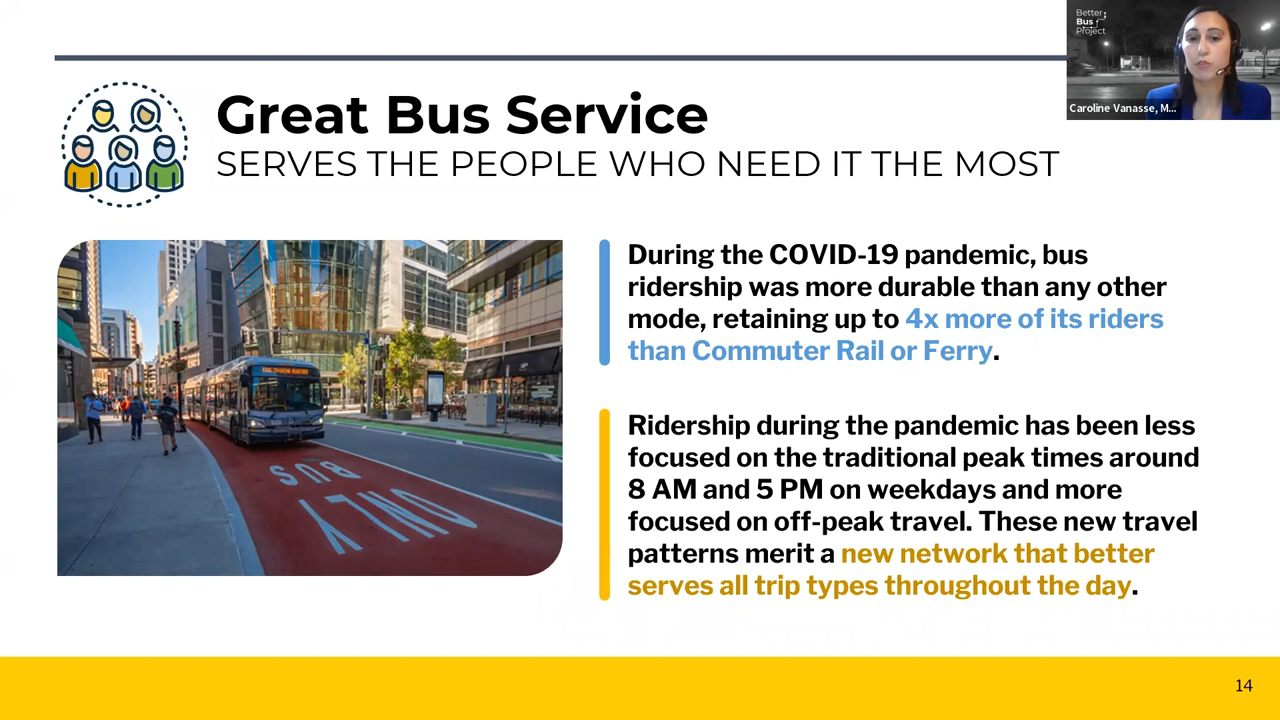 Better
Bus
Project
Caroline Vanasse, M...
Great Bus Service
SERVES THE PEOPLE WHO NEED IT THE MOST
During the COVID-19 pandemic, bus
ridership was more durable than any other
mode, retaining up to 4x more of its riders
than Commuter Rail or Ferry.
Ridership during the pandemic has been less
focused on the traditional peak times around
8 AM and 5 PM on weekdays and more
focused on off-peak travel. These new travel
patterns merit a new network that better
serves all trip types throughout the day.
BUS
ONLY
14